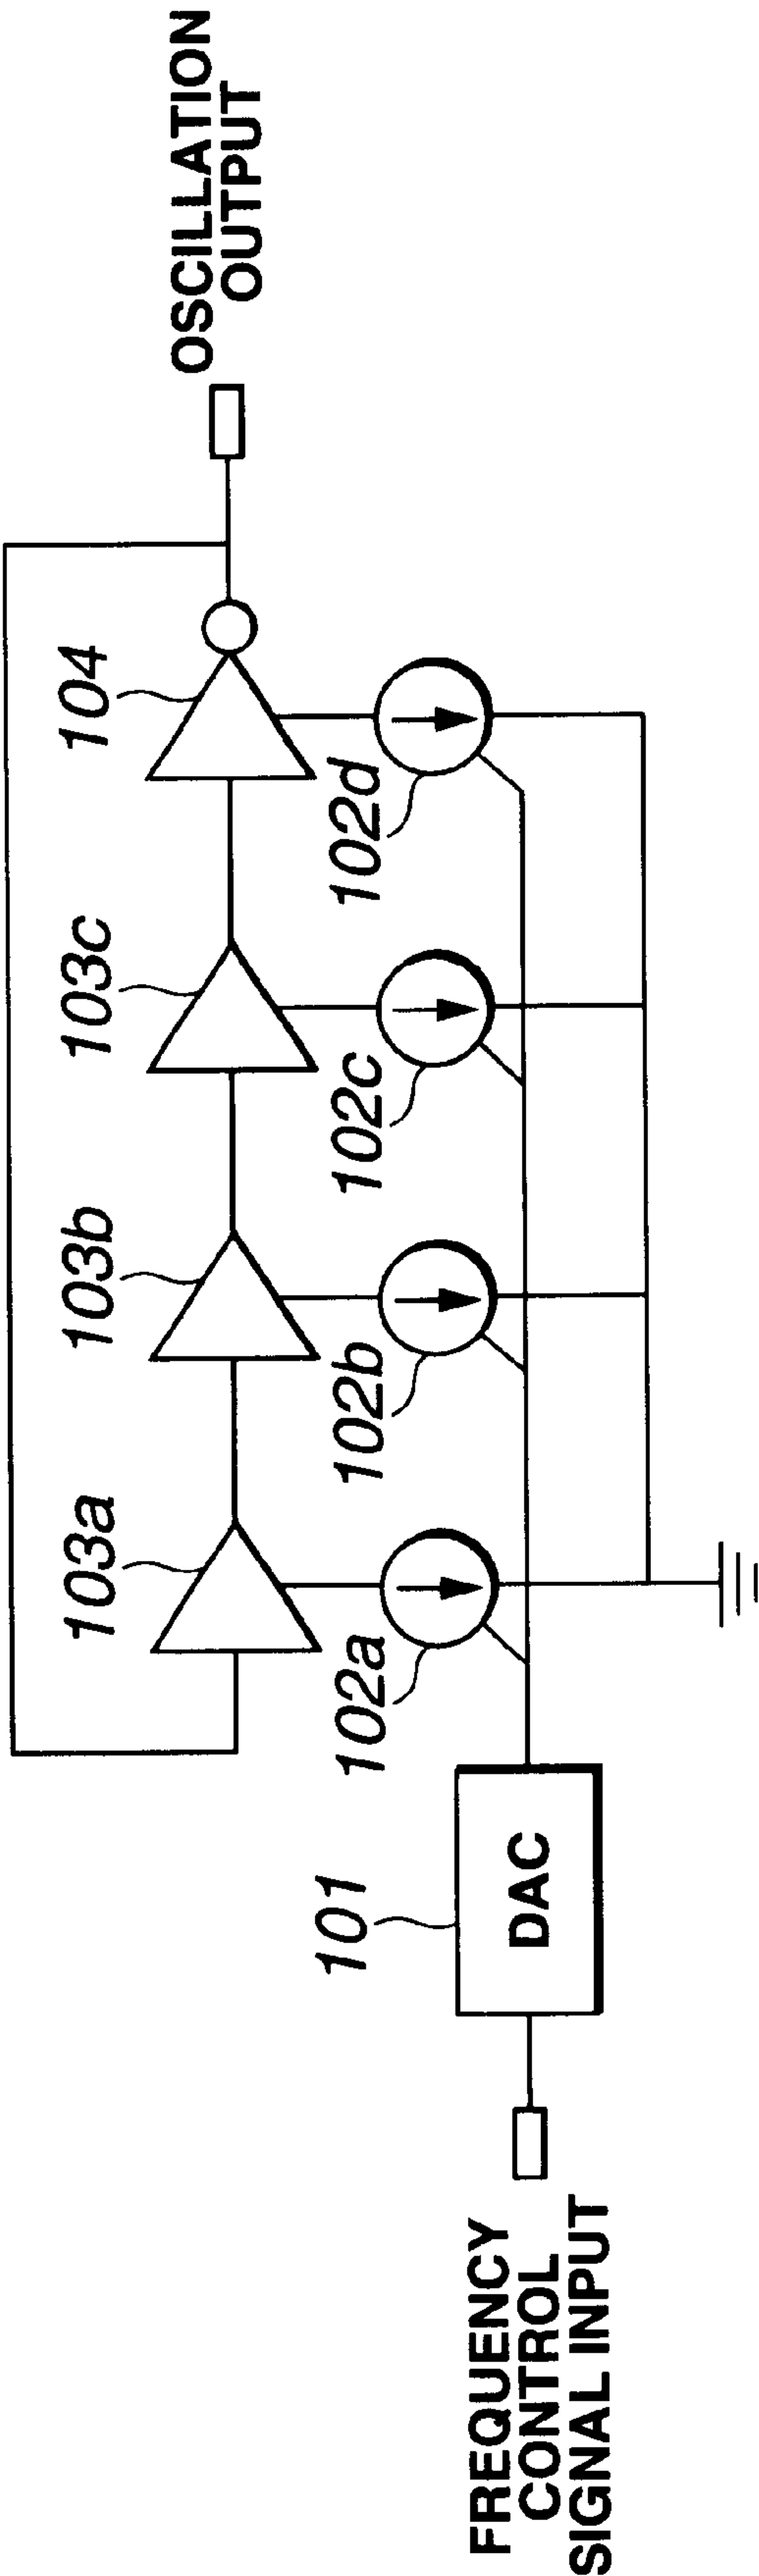 OSCILLATION
OUTPUT
103a
103b
103c
104
102a
102b
102c
102d
101
DAC
FREQUENCY
CONTROL
SIGNAL INPUT